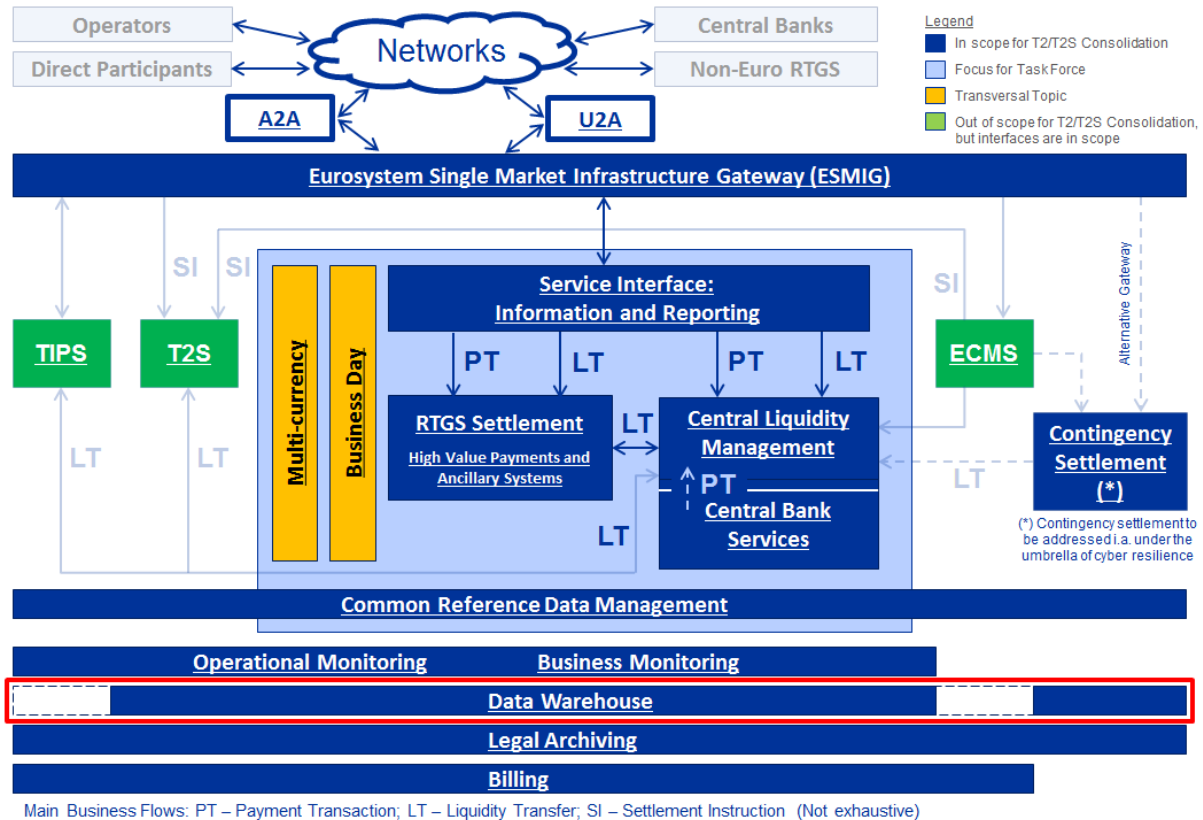 Operators
Networks
Central Banks
Direct Participants
Non-Euro RTGS
Legend
In scope for T2/T2S Consolidation
Focus for Task Force
Transversal Topic
Out of scope for T2/T2S Consolidation,
but interfaces are in scope
A2A
U2A
Eurosystem Single Market Infrastructure Gateway (ESMIG)
SI
SI
SI
Alternative Gateway
Service Interface:
Information and Reporting
TIPS
T2S
Multi-currency
Business Day
PT
LT
PT
LT
ECMS
RTGS Settlement
High Value Payments and
Ancillary Systems
LT
Central Liquidity
Management
PT
Central Bank
Services
Contingency
Settlement
(*)
LT
LT
LT
LT
(*) Contingency settlement to
be addressed i.a. under the
umbrella of cyber resilience
Common Reference Data Management
Operational Monitoring
Business Monitoring
Data Warehouse
Legal Archiving
Billing
Main Business Flows: PT – Payment Transaction; LT – Liquidity Transfer; SI – Settlement Instruction (Not exhaustive)